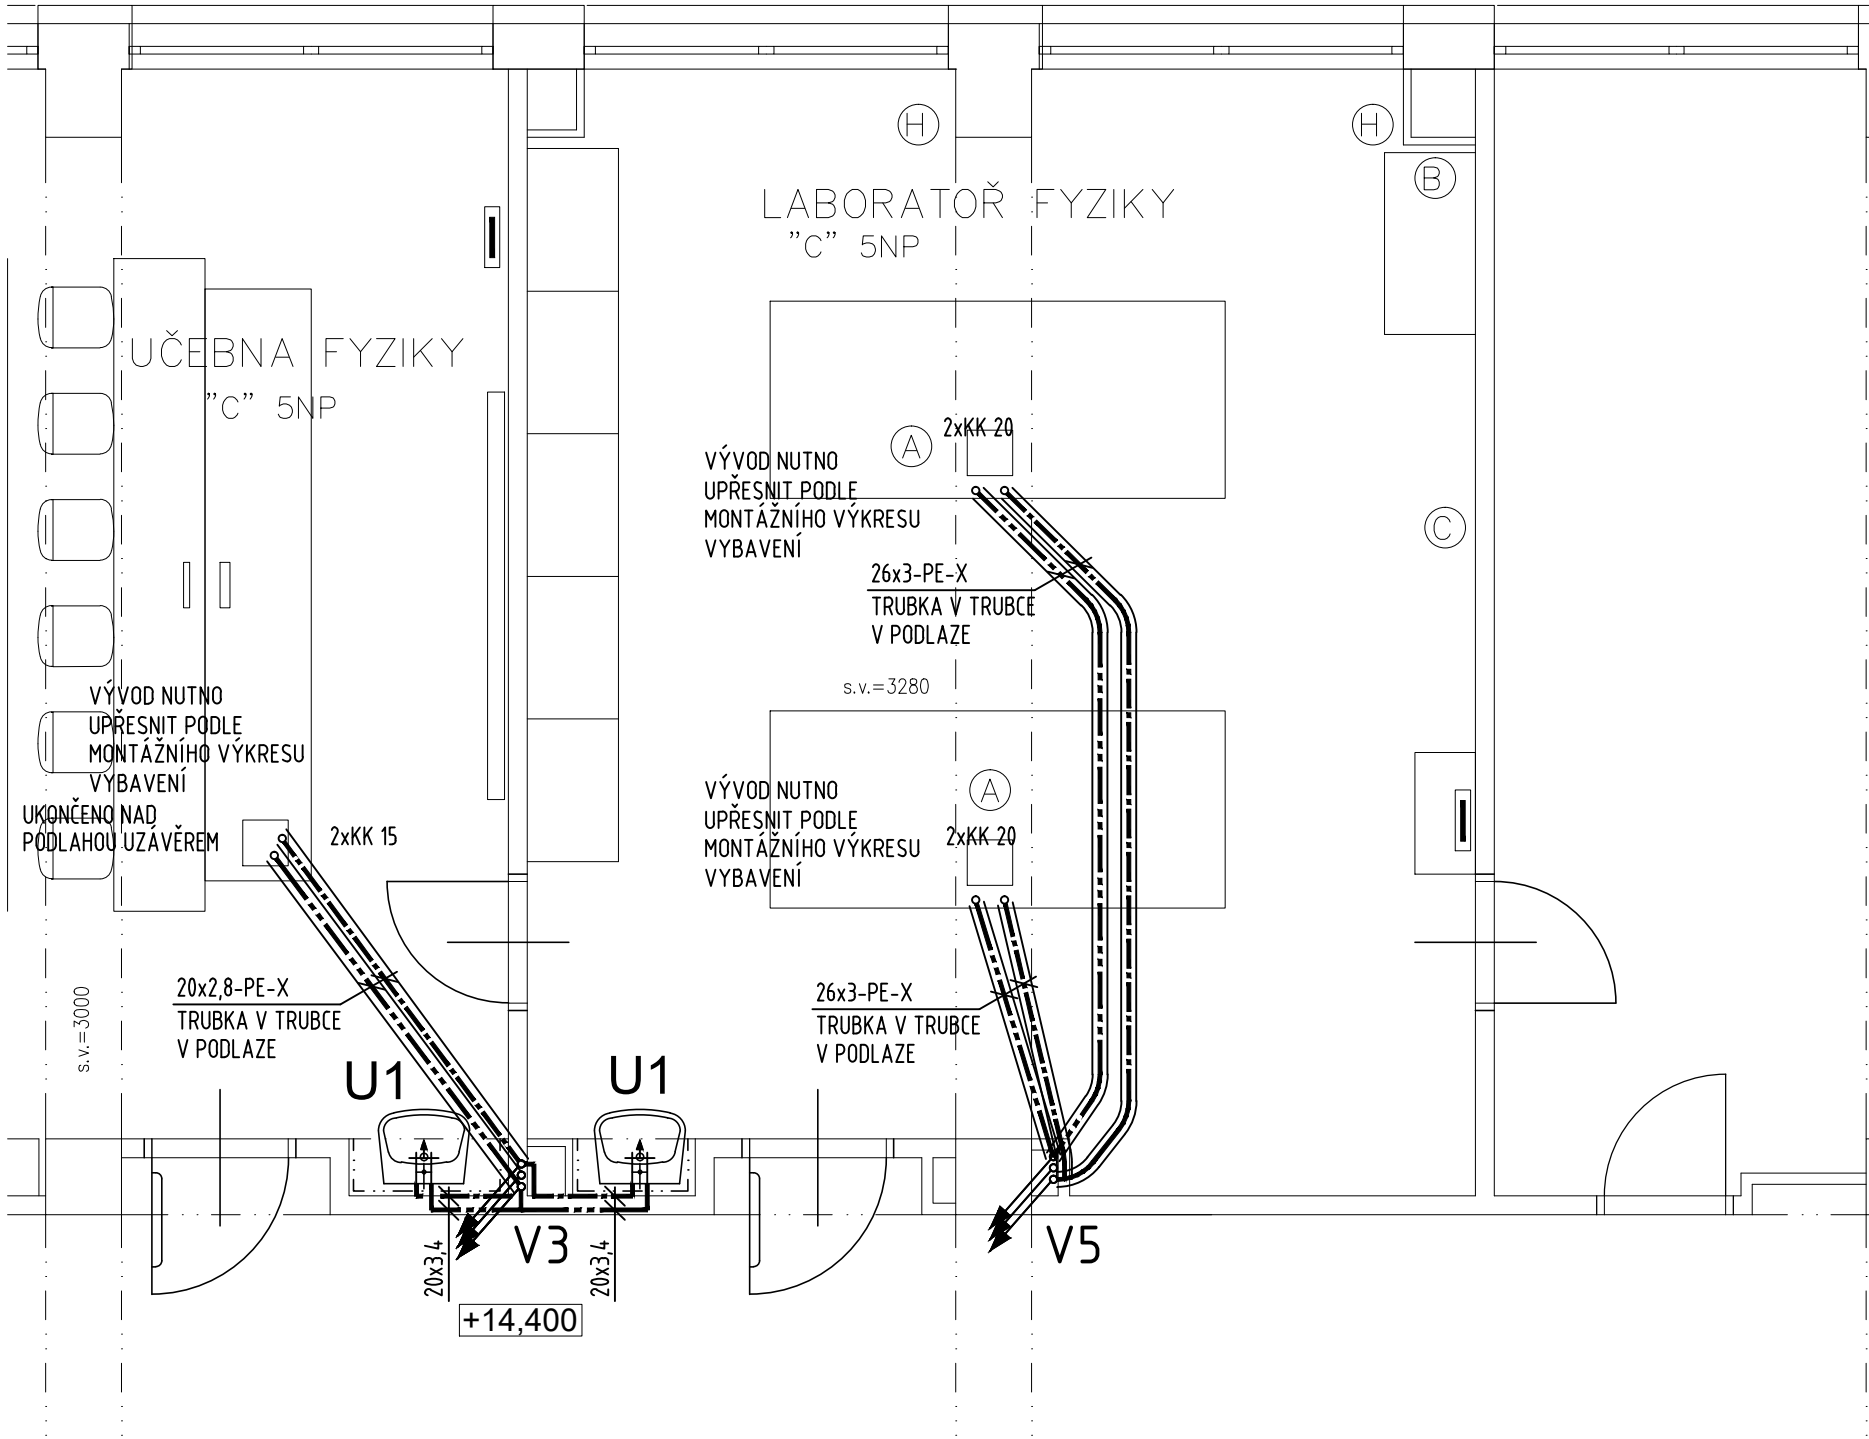 H
H
B
LABORATOŘ FYZIKY
"C" 5NP
UČEBNA FYZIKY
"C" 5NP
2xKK 20
A
VÝVOD NUTNO
UPŘESNIT PODLE
MONTÁŽNÍHO VÝKRESU
VYBAVENÍ
C
26x3-PE-X
TRUBKA V TRUBCE
V PODLAZE
s.v.=3280
VÝVOD NUTNO
UPŘESNIT PODLE
MONTÁŽNÍHO VÝKRESU
VYBAVENÍ
UKONČENO NAD
PODLAHOU UZÁVĚREM
2xKK 15
VÝVOD NUTNO
UPŘESNIT PODLE
MONTÁŽNÍHO VÝKRESU
VYBAVENÍ
A
2xKK 20
s.v.=3000
20x2,8-PE-X
TRUBKA V TRUBCE
V PODLAZE
26x3-PE-X
TRUBKA V TRUBCE
V PODLAZE
U1
U1
V3
V5
20x3,4
20x3,4
+14,400